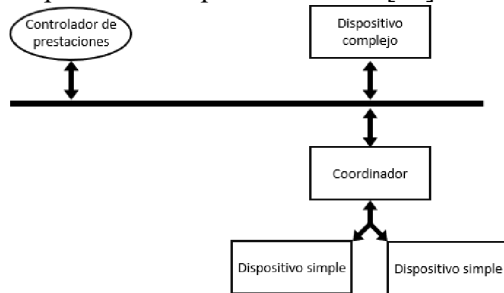 Controlador de
prestaciones
Dispositivo
complejo
Coordinador
Dispositivo simple
Dispositivo simple